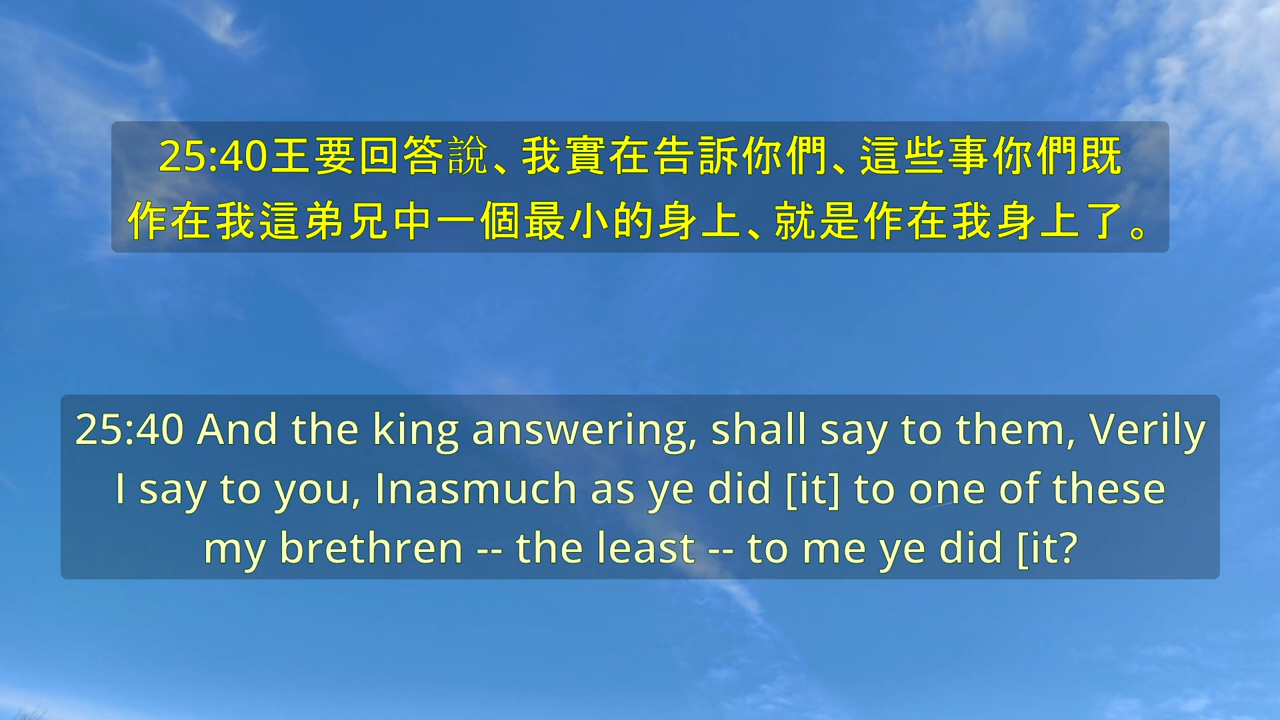 25:40王要回答說、我實在告訴你們、這些事你們既
作在我這弟兄中一個最小的身上、就是作在我身上了。
25:40 And the king answering, shall say to them, Verily
I say to you, Inasmuch as ye did [it] to one of these
my brethren -- the least -- to me ye did [it?